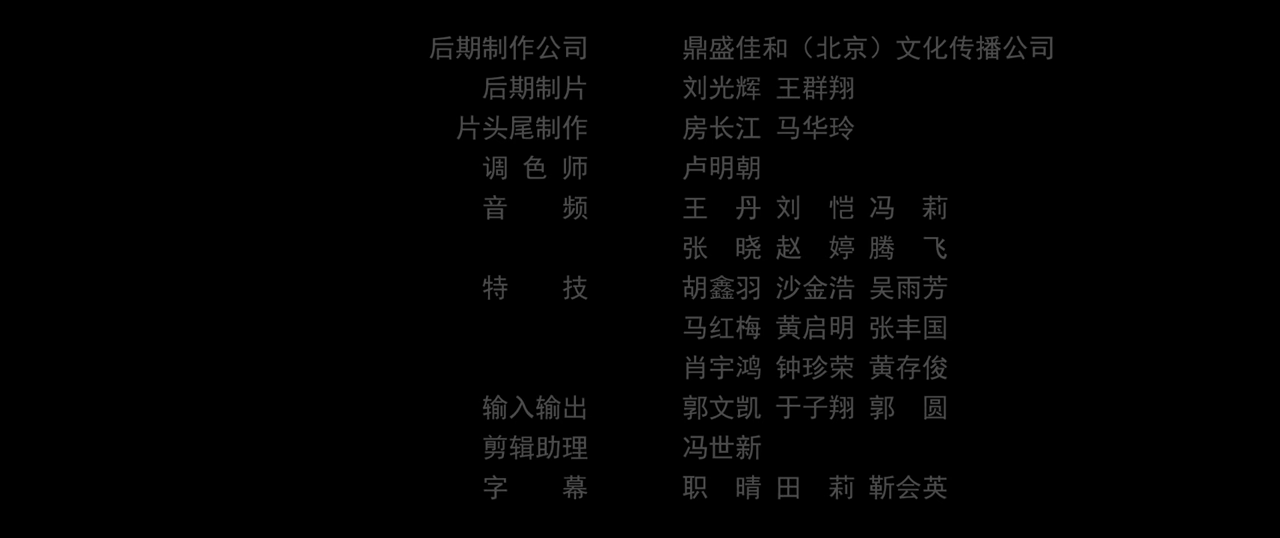 后期制作公司 鼎盛佳和（北京）文化传播公司
后期制片 刘光辉 王群翔
片头尾制作 房长江 马华玲
调色师 卢明朝
音频 王丹 刘恺 冯莉
张晓 赵婷 腾飞
特技 胡鑫羽 沙金浩 吴雨芳
马红梅 黄启明 张丰国
肖宇鸿 钟珍荣 黄存俊
输入输出 郭文凯 于子翔 郭圆
剪辑助理 冯世新
字幕 职晴 田莉 靳会英